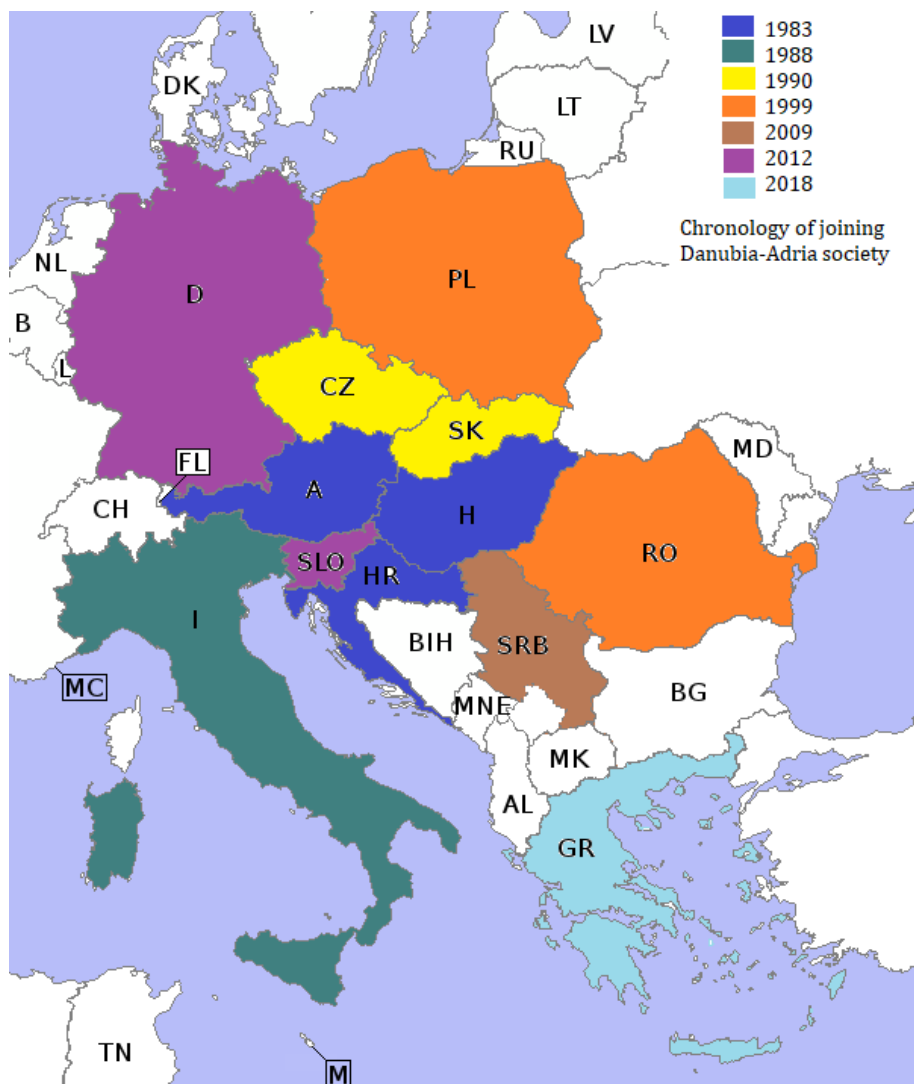 LV
1983
1988
DK
1990
LT
1999
2009
RU
2012
2018
Chronology of joining
Danubia-Adria society
NL
PL
D
B
L
CZ
SK
MD
FL
A
CH
H
RO
SLO
HR
I
BIH
SRB
MC
MNE
BG
MK
AL
GR
TN
M